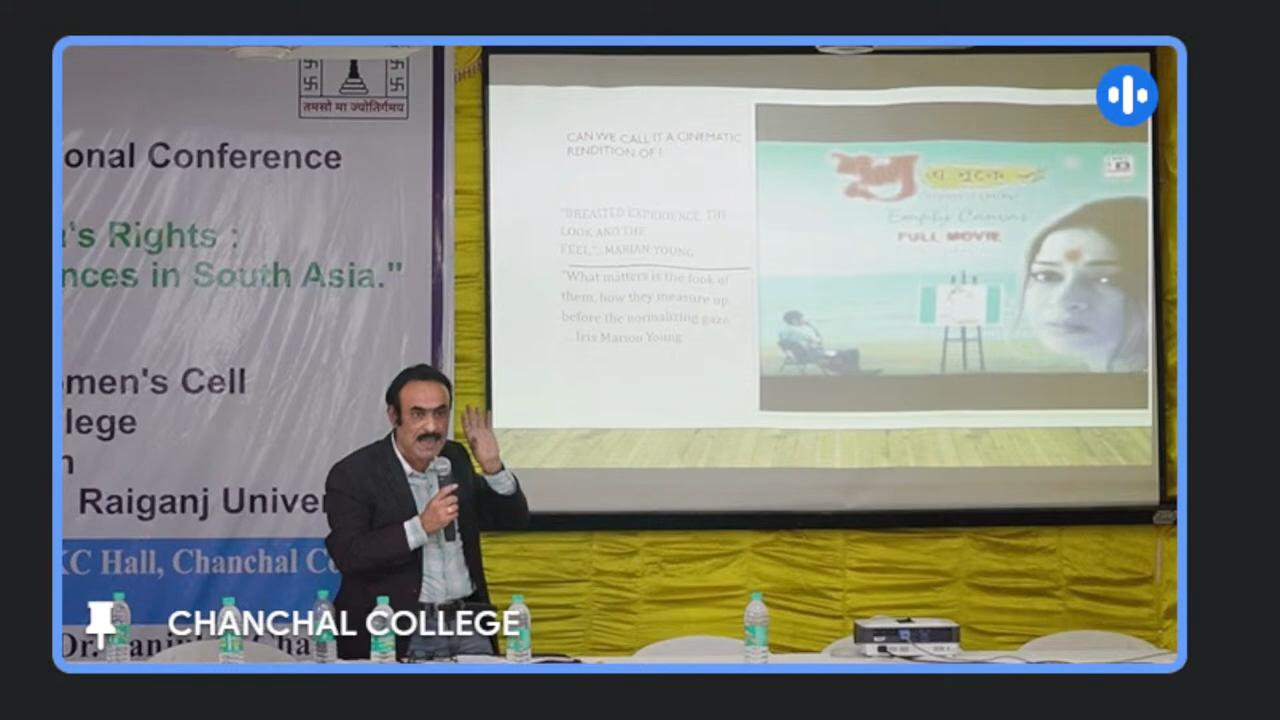 तमसो मा ज्योतिर्गमय
onal Conference
's Rights :
nces in South Asia."
omen's Cell
lege
n
Raiganj Univer
KC Hall, Chanchal Co
Dr.
CAN WE CALL IT A CINEMATIC
RENDITION OF!
"BREASTED EXPERIENCE, THE
LOOK AND THE
FEEL,"...MARIAN YOUNG
"What matters is the look of
them, how they measure up
before the normalizing gaze.
...Iris Marion Young
শূন্য এ বুকে
Empty Canvas
FULL MOVIE
CHANCHAL COLLEGE